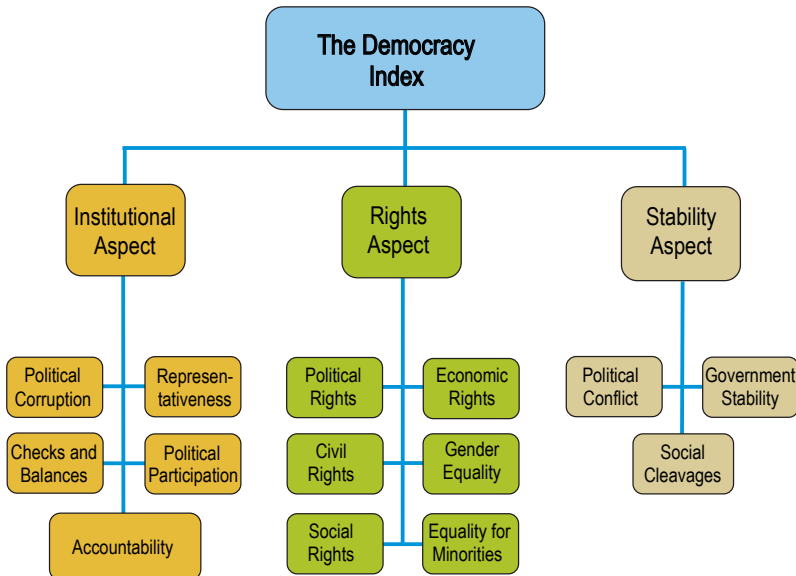 The Democracy
Index
Institutional
Aspect
Rights
Aspect
Stability
Aspect
Political
Corruption
Represen-
tativeness
Checks and
Balances
Political
Participation
Accountability
Political
Rights
Economic
Rights
Civil
Rights
Gender
Equality
Social
Rights
Equality for
Minorities
Political
Conflict
Government
Stability
Social
Cleavages